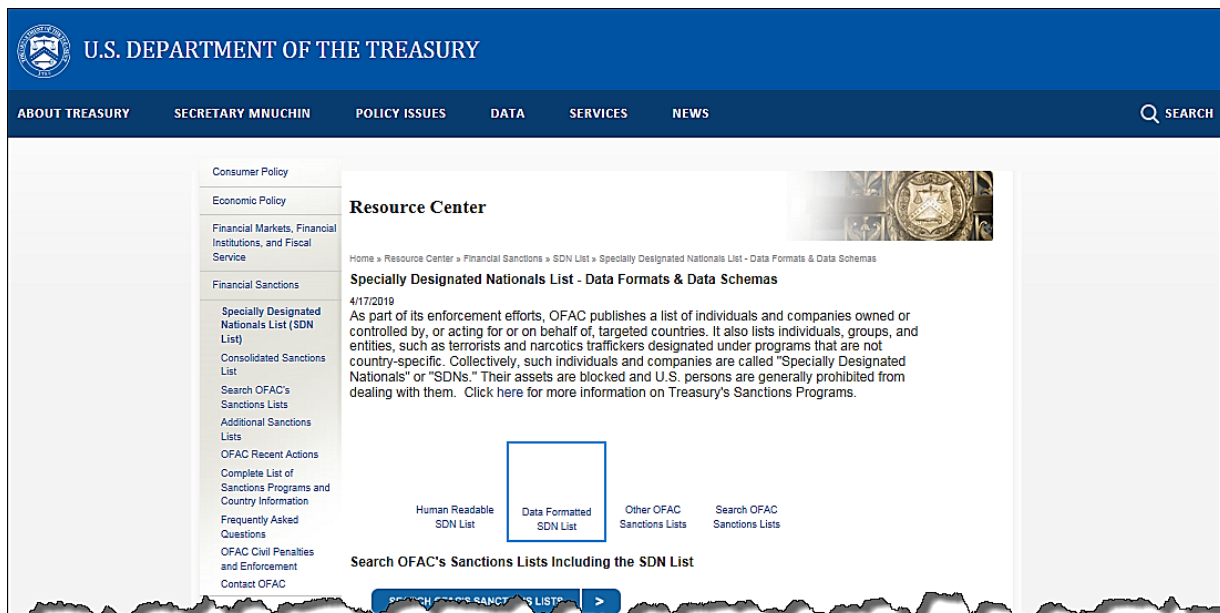 U.S. DEPARTMENT OF THE TREASURY
ABOUT TREASURY SECRETARY MNUCHIN POLICY ISSUES DATA SERVICES NEWS SEARCH
Consumer Policy
Economic Policy
Financial Markets, Financial
Institutions, and Fiscal
Service
Financial Sanctions
Specially Designated
Nationals List (SDN
List)
Consolidated Sanctions
List
Search OFAC's
Sanctions Lists
Additional Sanctions
Lists
OFAC Recent Actions
Complete List of
Sanctions Programs and
Country Information
Frequently Asked
Questions
OFAC Civil Penalties
and Enforcement
Contact OFAC
Resource Center
Home » Resource Center » Financial Sanctions » SDN List » Specially Designated Nationals List - Data Formats & Data Schemas
Specially Designated Nationals List - Data Formats & Data Schemas
4/17/2019
As part of its enforcement efforts, OFAC publishes a list of individuals and companies owned or
controlled by, or acting for or on behalf of, targeted countries. It also lists individuals, groups, and
entities, such as terrorists and narcotics traffickers designated under programs that are not
country-specific. Collectively, such individuals and companies are called "Specially Designated
Nationals" or "SDNs." Their assets are blocked and U.S. persons are generally prohibited from
dealing with them. Click here for more information on Treasury's Sanctions Programs.
Human Readable
SDN List
Data Formatted
SDN List
Other OFAC
Sanctions Lists
Search OFAC
Sanctions Lists
Search OFAC's Sanctions Lists Including the SDN List
SEARCH OFAC'S SANCTIONS LISTS >